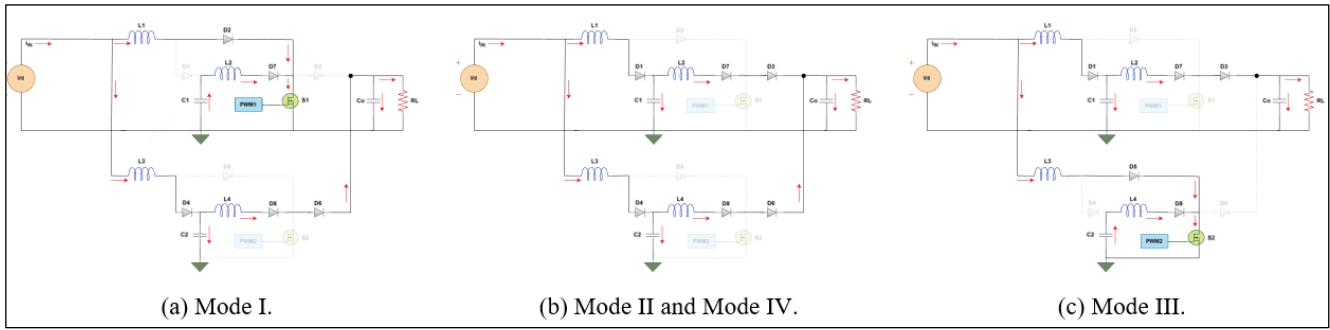 L1
D2
I_IN
D1
L2
D7
D3
Vd
C1
PWM1
S1
Co
RL
L3
D5
D4
L4
D8
D6
C2
PWM2
S2
(a) Mode I.
L1
D2
I_IN
D1
L2
D7
D3
+
Vd
−
C1
PWM1
S1
Co
RL
L3
D5
D4
L4
D8
D6
C2
PWM2
S2
(b) Mode II and Mode IV.
L1
D2
I_IN
D1
L2
D7
D3
+
Vd
−
C1
PWM1
S1
Co
RL
L3
D5
D4
L4
D8
D6
C2
PWM2
S2
(c) Mode III.